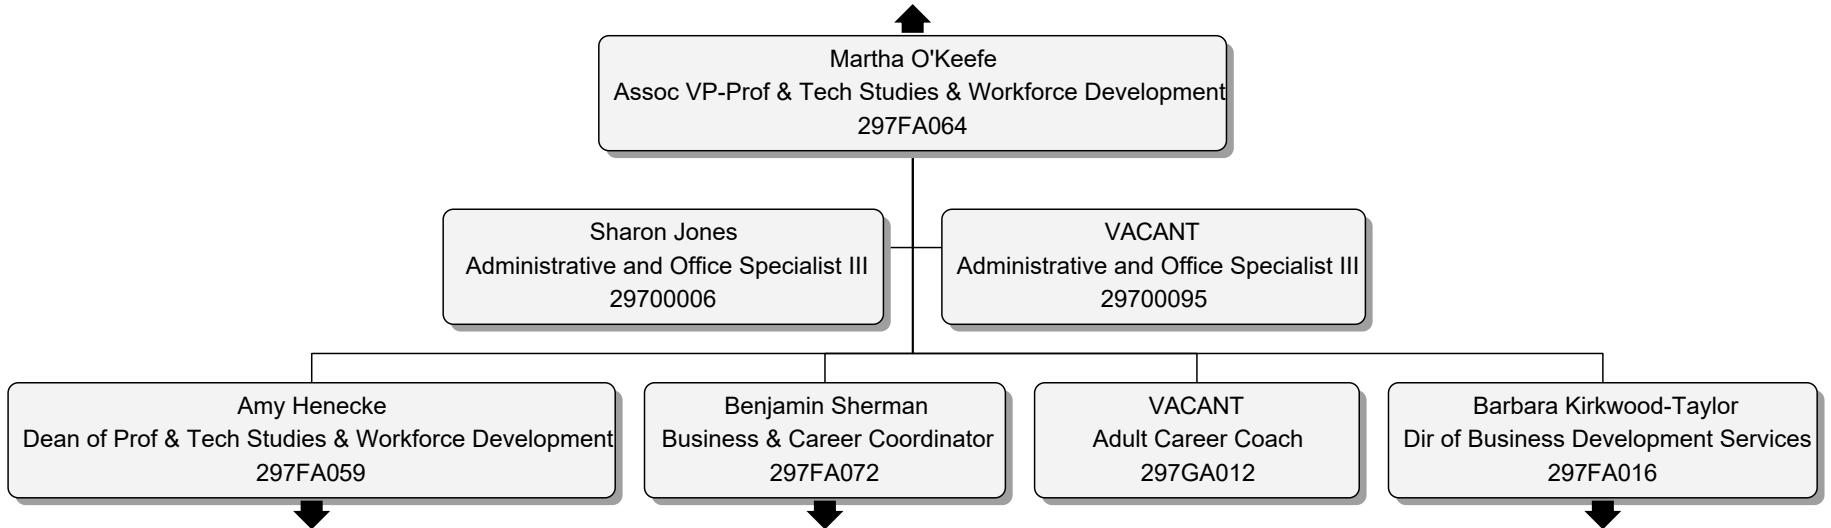 Martha O'Keefe
Assoc VP-Prof & Tech Studies & Workforce Development
297FA064
Sharon Jones
Administrative and Office Specialist III
29700006
VACANT
Administrative and Office Specialist III
29700095
Amy Henecke
Dean of Prof & Tech Studies & Workforce Development
297FA059
Benjamin Sherman
Business & Career Coordinator
297FA072
VACANT
Adult Career Coach
297GA012
Barbara Kirkwood-Taylor
Dir of Business Development Services
297FA016